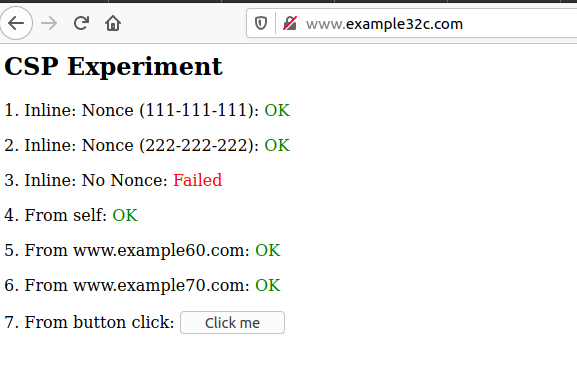 www.example32c.com
CSP Experiment
1. Inline: Nonce (111-111-111): OK
2. Inline: Nonce (222-222-222): OK
3. Inline: No Nonce: Failed
4. From self: OK
5. From www.example60.com: OK
6. From www.example70.com: OK
7. From button click: Click me